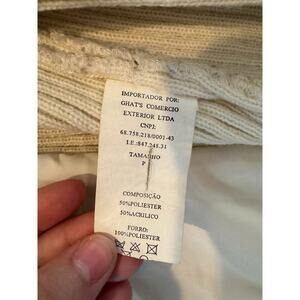 IMPORTADOR POR:
GHAT'S COMERCIO
EXTERIOR LTDA
CNPJ:
68.758.218/0001-43
I.E.:847.248.31
TAMANHO
P
COMPOSIÇÃO
50%POLIESTER
50%ACRILICO
FORRO:
100%POLIESTER